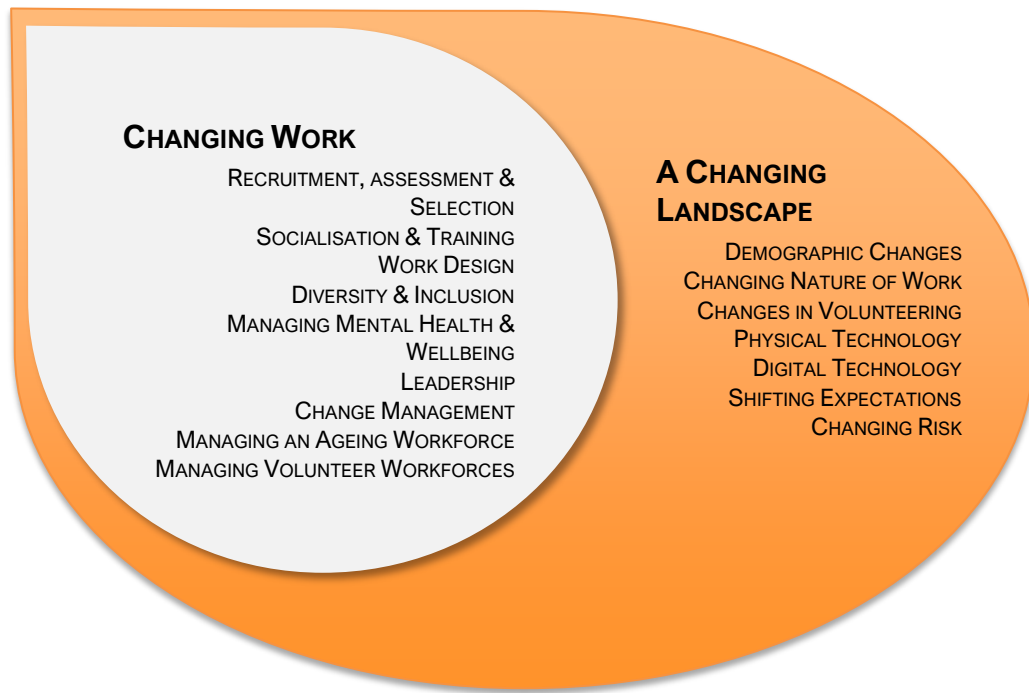 CHANGING WORK
RECRUITMENT, ASSESSMENT &
SELECTION
SOCIALISATION & TRAINING
WORK DESIGN
DIVERSITY & INCLUSION
MANAGING MENTAL HEALTH &
WELLBEING
LEADERSHIP
CHANGE MANAGEMENT
MANAGING AN AGEING WORKFORCE
MANAGING VOLUNTEER WORKFORCES
A CHANGING
LANDSCAPE
DEMOGRAPHIC CHANGES
CHANGING NATURE OF WORK
CHANGES IN VOLUNTEERING
PHYSICAL TECHNOLOGY
DIGITAL TECHNOLOGY
SHIFTING EXPECTATIONS
CHANGING RISK